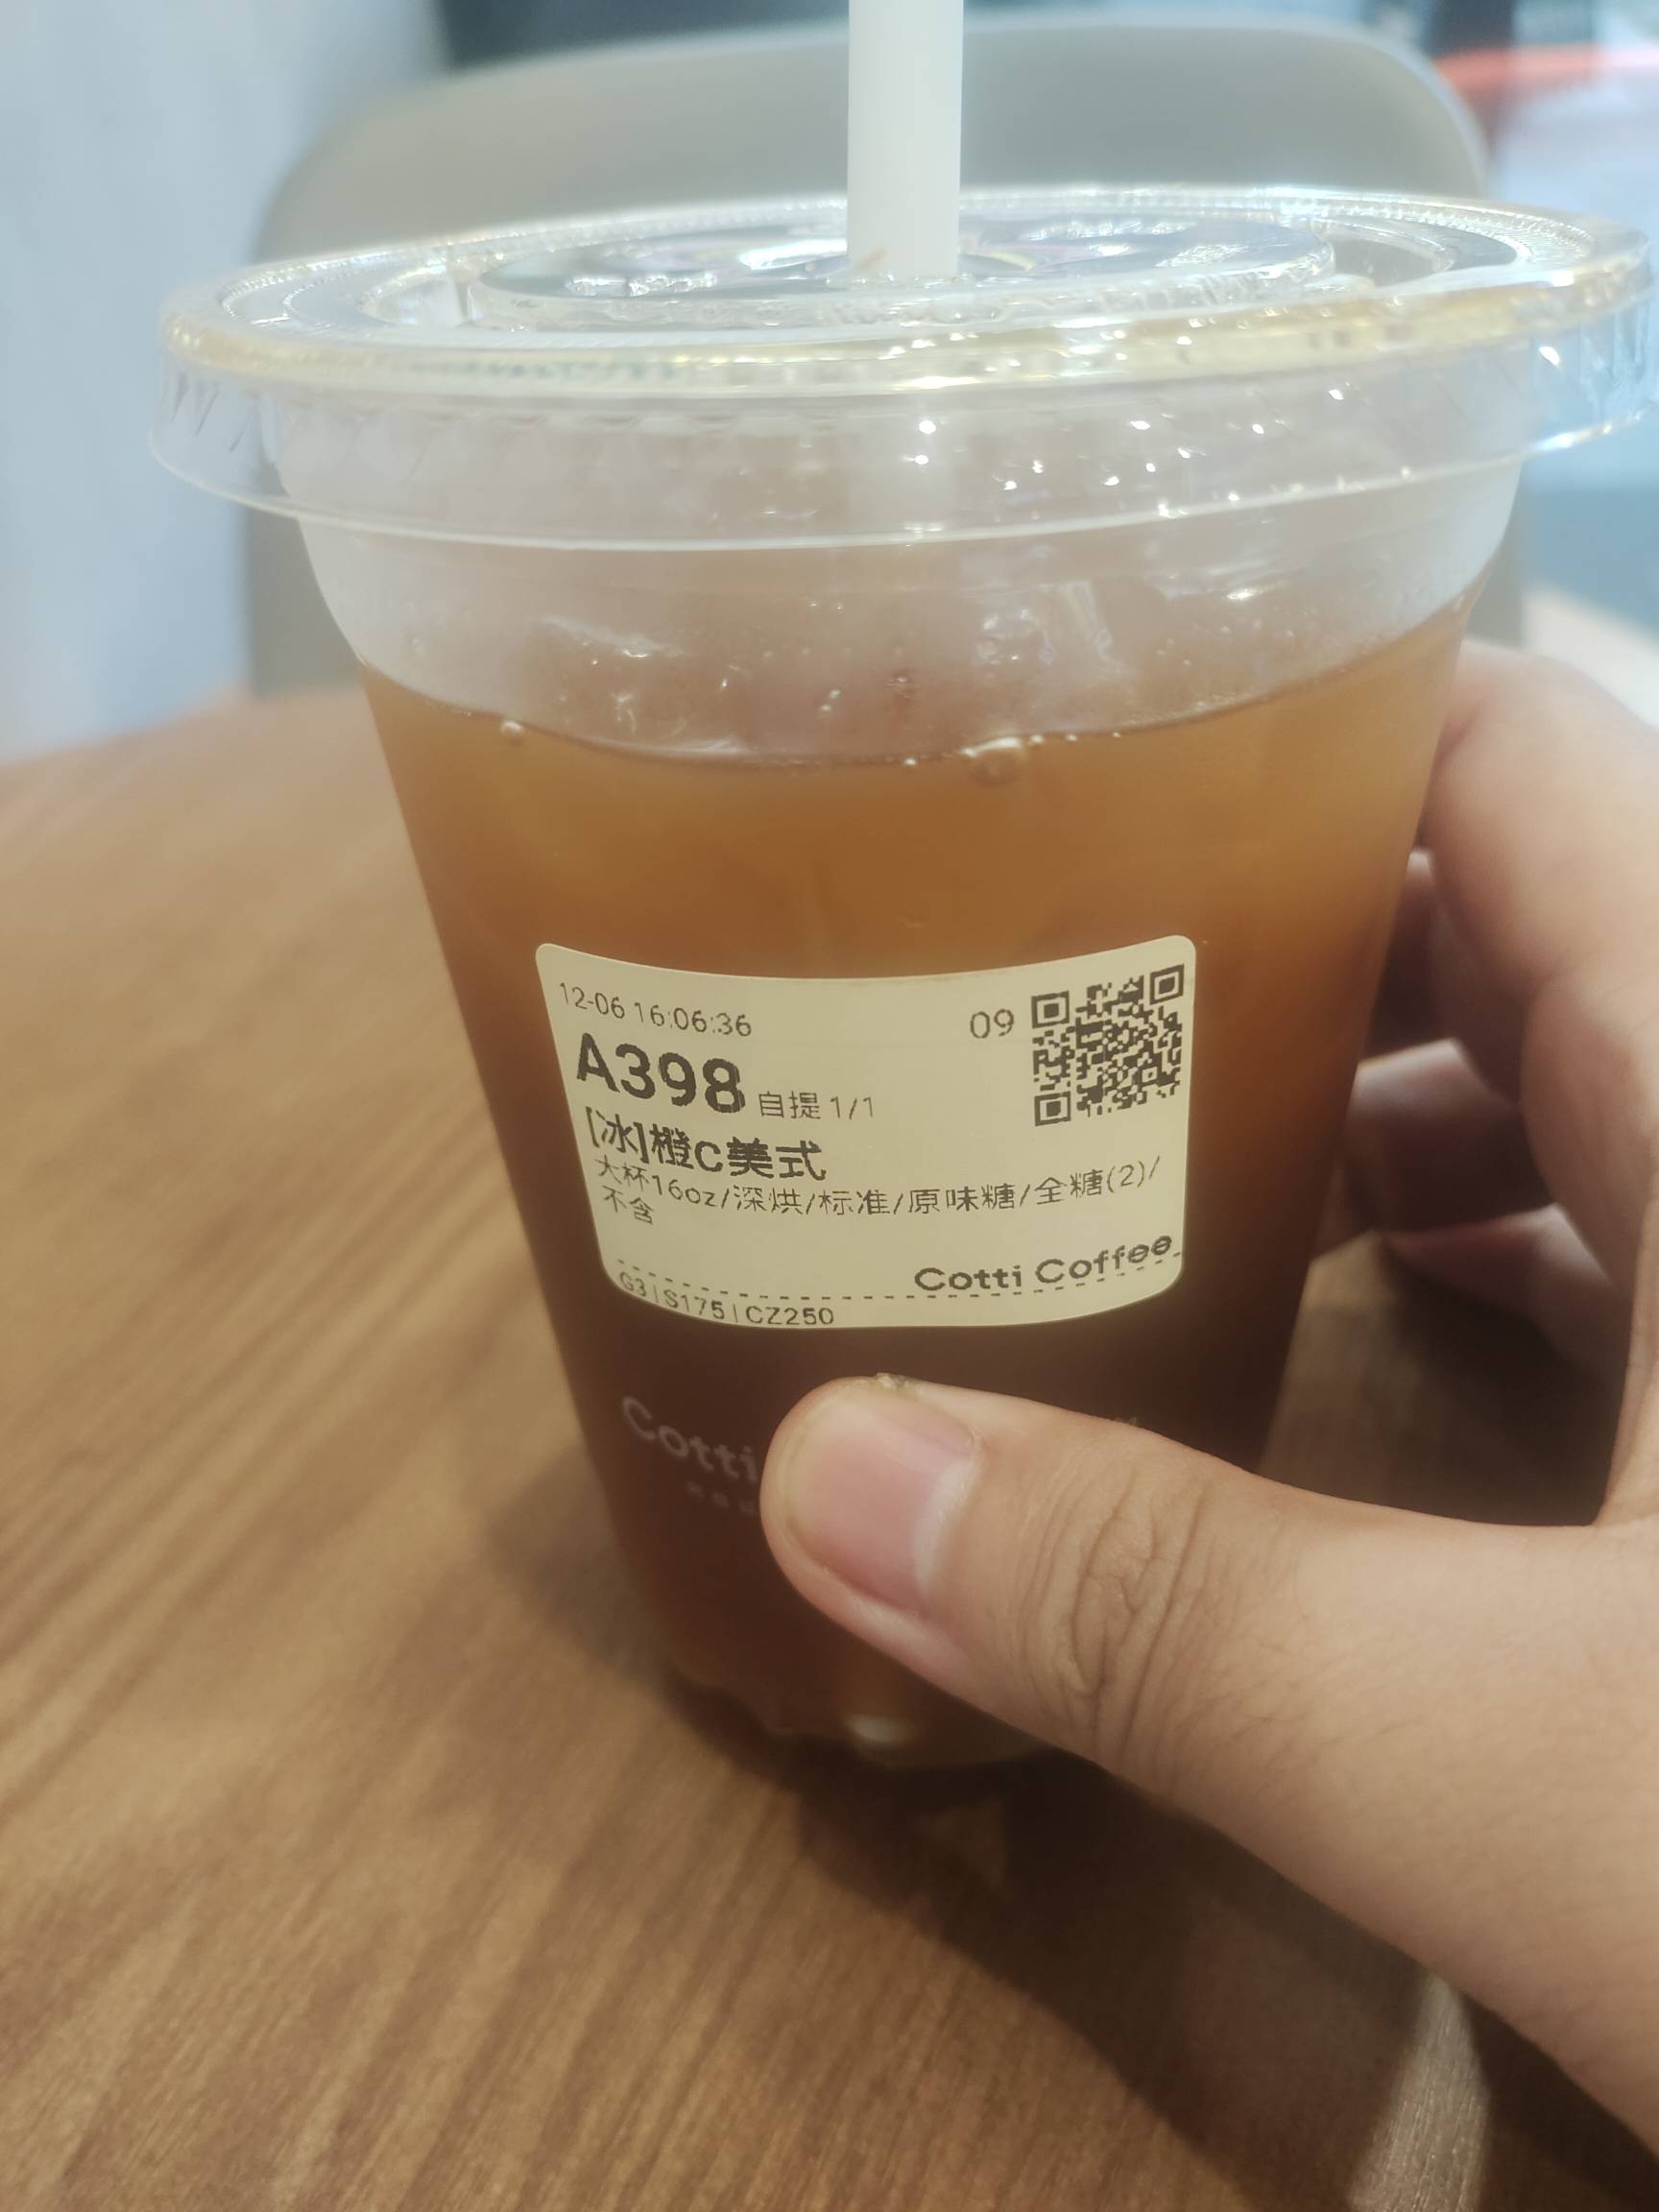 12-06 16:06:36 09
A398 自提 1/1
[冰]橙C美式
大杯16oz/深烘/标准/原味糖/全糖(2)/
不含
Cotti Coffee
G3|S175|CZ250
Cotti